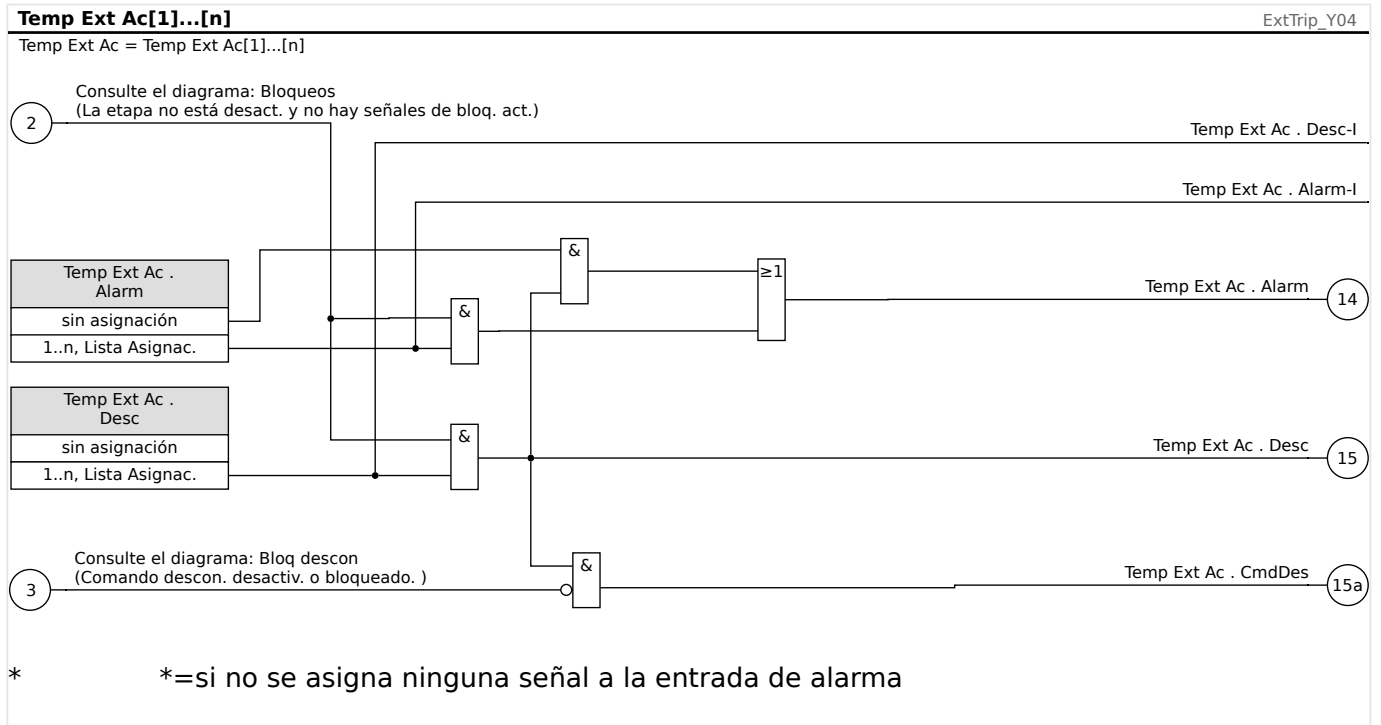 Temp Ext Ac[1]...[n]
ExtTrip_Y04
Temp Ext Ac = Temp Ext Ac[1]...[n]
Consulte el diagrama: Bloqueos
(La etapa no está desact. y no hay señales de bloq. act.)
2
Temp Ext Ac . Desc-I
Temp Ext Ac . Alarm-I
&
Temp Ext Ac .
Alarm
≥1
Temp Ext Ac . Alarm
14
sin asignación
&
1..n, Lista Asignac.
Temp Ext Ac .
Desc
&
sin asignación
Temp Ext Ac . Desc
15
1..n, Lista Asignac.
Consulte el diagrama: Bloq descon
(Comando descon. desactiv. o bloqueado. )
3
&
Temp Ext Ac . CmdDes
15a
* *=si no se asigna ninguna señal a la entrada de alarma